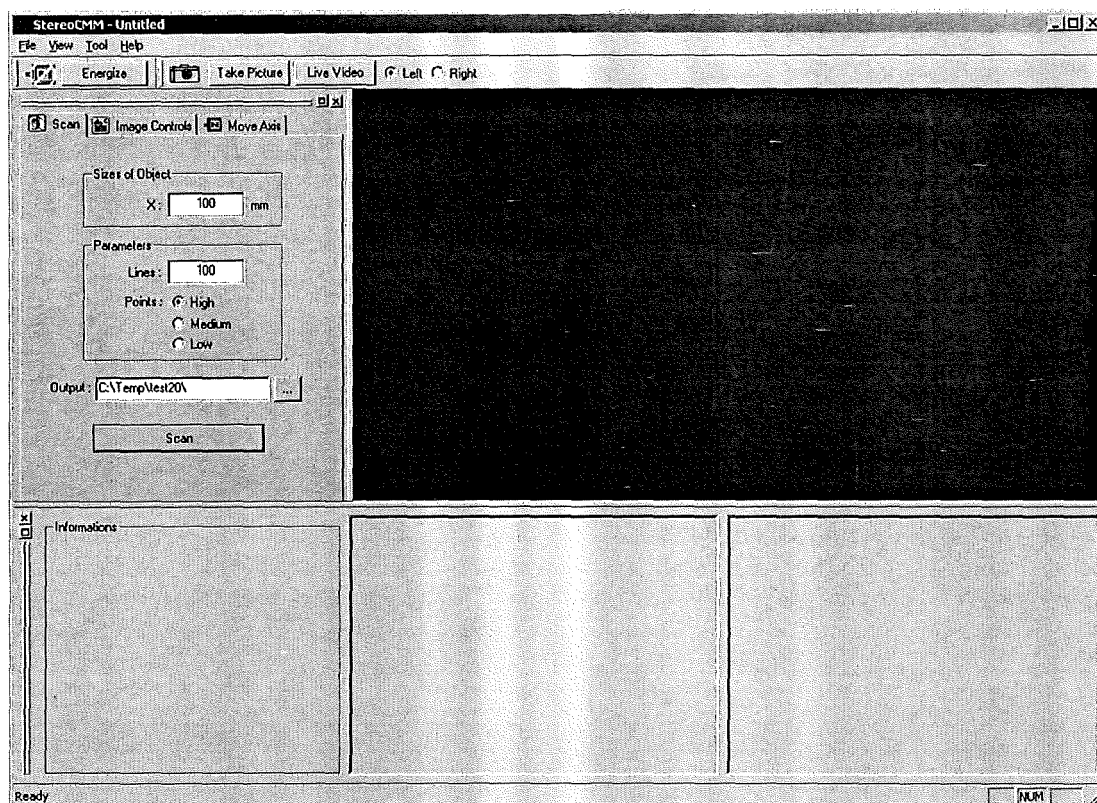 StereoCMM - Untitled
File View Tool Help
Energize Take Picture Live Video Left Right
Scan Image Controls Move Axis
Sizes of Object
X : 100 mm
Parameters
Lines : 100
Points : High
Medium
Low
Output : C:\Temp\test20\ ...
Scan
Informations
Ready NUM